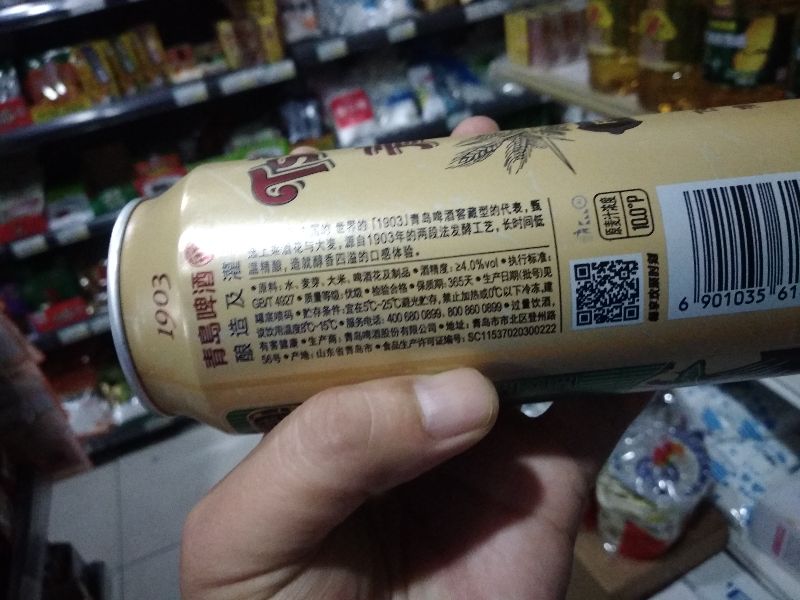 1903
青島啤酒
酿造及灌
世界的「1903」青岛啤酒窖藏型的代表，甄
选上乘酒花与大麦，源自1903年的两段法发酵工艺，长时间低
温精酿，造就醇香四溢的口感体验。
•原料：水、麦芽、大米、啤酒花及制品 •酒精度：≥4.0%vol •执行标准：
GB/T 4927 •质量等级：优级 •检验合格 •保质期：365天 •生产日期(批号)见
罐底喷码 •贮存条件：宜在5℃-25℃避光贮存，禁止加热或0℃以下冷冻，建
议饮用温度8℃-15℃ •服务电话：400 680 0899、800 860 0899 •过量饮酒，
有害健康 •生产商：青岛啤酒股份有限公司 •地址：青岛市市北区登州路
56号 •产地：山东省青岛市 •食品生产许可证编号：SC11537020300222
原麦汁浓度
10.0°P
6 901035 61